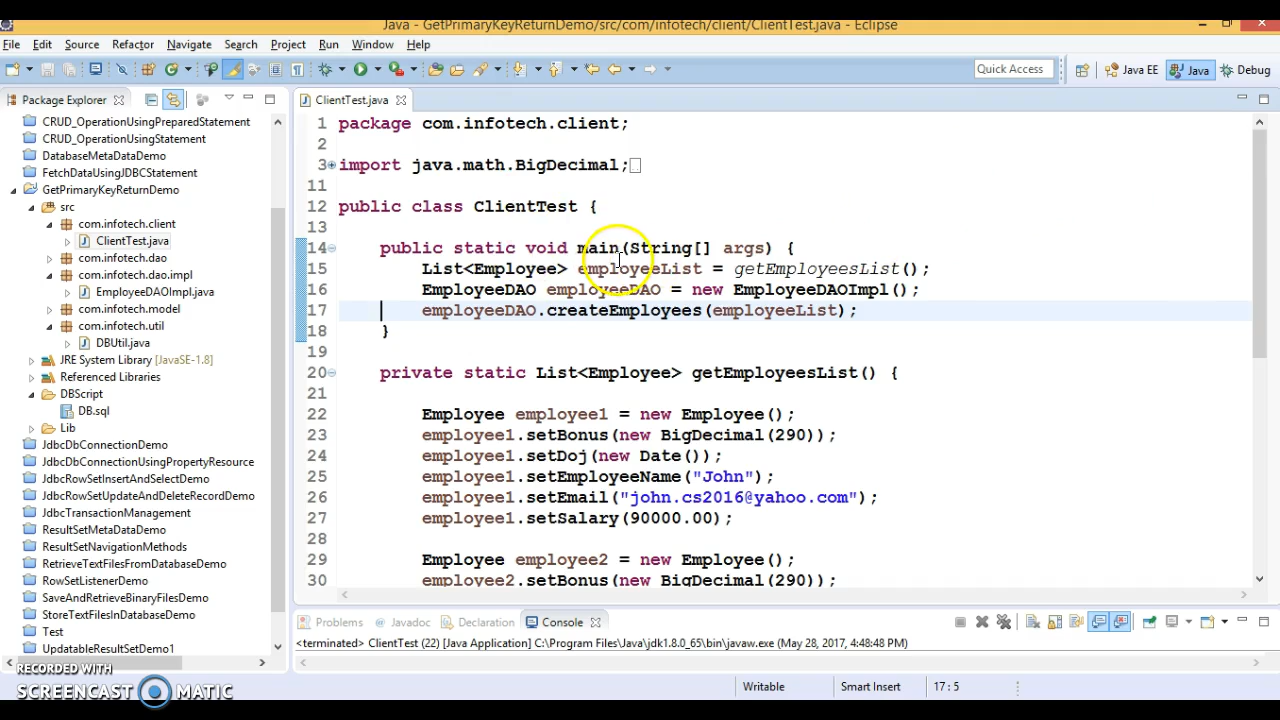 Java - GetPrimaryKeyReturnDemo/src/com/infotech/client/ClientTest.java - Eclipse
File Edit Source Refactor Navigate Search Project Run Window Help
Quick Access Java EE Java Debug
Package Explorer
CRUD_OperationUsingPreparedStatement
CRUD_OperationUsingStatement
DatabaseMetaDataDemo
FetchDataUsingJDBCStatement
GetPrimaryKeyReturnDemo
src
com.infotech.client
ClientTest.java
com.infotech.dao
com.infotech.dao.impl
EmployeeDAOImpl.java
com.infotech.model
com.infotech.util
DBUtil.java
JRE System Library [JavaSE-1.8]
Referenced Libraries
DBScript
DB.sql
Lib
JdbcDbConnectionDemo
JdbcDbConnectionUsingPropertyResource
JdbcRowSetInsertAndSelectDemo
JdbcRowSetUpdateAndDeleteRecordDemo
JdbcTransactionManagement
ResultSetMetaDataDemo
ResultSetNavigationMethods
RetrieveTextFilesFromDatabaseDemo
RowSetListenerDemo
SaveAndRetrieveBinaryFilesDemo
StoreTextFilesInDatabaseDemo
Test
UpdatableResultSetDemo1
ClientTest.java
1 package com.infotech.client;
2
3 import java.math.BigDecimal;
11
12 public class ClientTest {
13
14 public static void main(String[] args) {
15 List<Employee> employeeList = getEmployeesList();
16 EmployeeDAO employeeDAO = new EmployeeDAOImpl();
17 employeeDAO.createEmployees(employeeList);
18 }
19
20 private static List<Employee> getEmployeesList() {
21
22 Employee employee1 = new Employee();
23 employee1.setBonus(new BigDecimal(290));
24 employee1.setDoj(new Date());
25 employee1.setEmployeeName("John");
26 employee1.setEmail("john.cs2016@yahoo.com");
27 employee1.setSalary(90000.00);
28
29 Employee employee2 = new Employee();
30 employee2.setBonus(new BigDecimal(290));
Problems Javadoc Declaration Console
<terminated> ClientTest (22) [Java Application] C:\Program Files\Java\jdk1.8.0_65\bin\javaw.exe (May 28, 2017, 4:48:48 PM)
Writable Smart Insert 17 : 5
RECORDED WITH
SCREENCAST MATIC